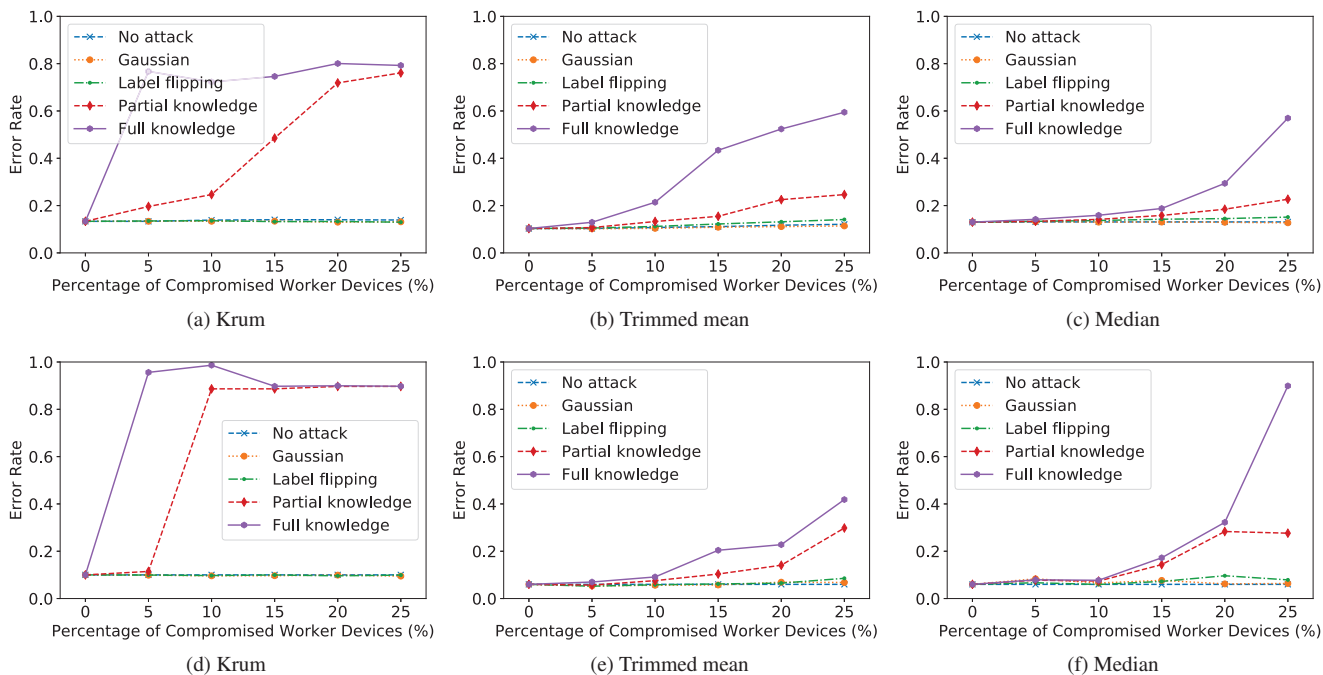 1.0
0.8
0.6
0.4
0.2
0.0
Error Rate
No attack
Gaussian
Label flipping
Partial knowledge
Full knowledge
0 5 10 15 20 25
Percentage of Compromised Worker Devices (%)
(a) Krum
1.0
0.8
0.6
0.4
0.2
0.0
Error Rate
No attack
Gaussian
Label flipping
Partial knowledge
Full knowledge
0 5 10 15 20 25
Percentage of Compromised Worker Devices (%)
(b) Trimmed mean
1.0
0.8
0.6
0.4
0.2
0.0
Error Rate
No attack
Gaussian
Label flipping
Partial knowledge
Full knowledge
0 5 10 15 20 25
Percentage of Compromised Worker Devices (%)
(c) Median
1.0
0.8
0.6
0.4
0.2
0.0
Error Rate
No attack
Gaussian
Label flipping
Partial knowledge
Full knowledge
0 5 10 15 20 25
Percentage of Compromised Worker Devices (%)
(d) Krum
1.0
0.8
0.6
0.4
0.2
0.0
Error Rate
No attack
Gaussian
Label flipping
Partial knowledge
Full knowledge
0 5 10 15 20 25
Percentage of Compromised Worker Devices (%)
(e) Trimmed mean
1.0
0.8
0.6
0.4
0.2
0.0
Error Rate
No attack
Gaussian
Label flipping
Partial knowledge
Full knowledge
0 5 10 15 20 25
Percentage of Compromised Worker Devices (%)
(f) Median